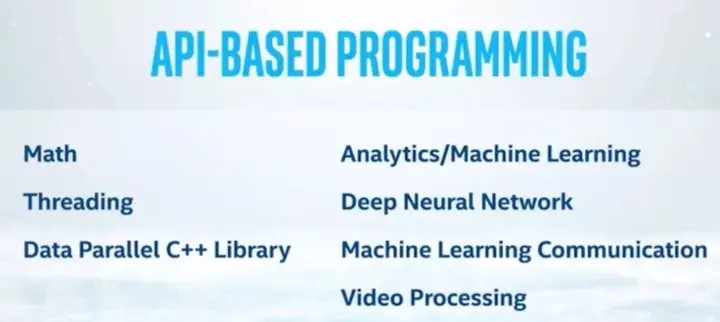 API-BASED PROGRAMMING
Math
Threading
Data Parallel C++ Library
Analytics/Machine Learning
Deep Neural Network
Machine Learning Communication
Video Processing